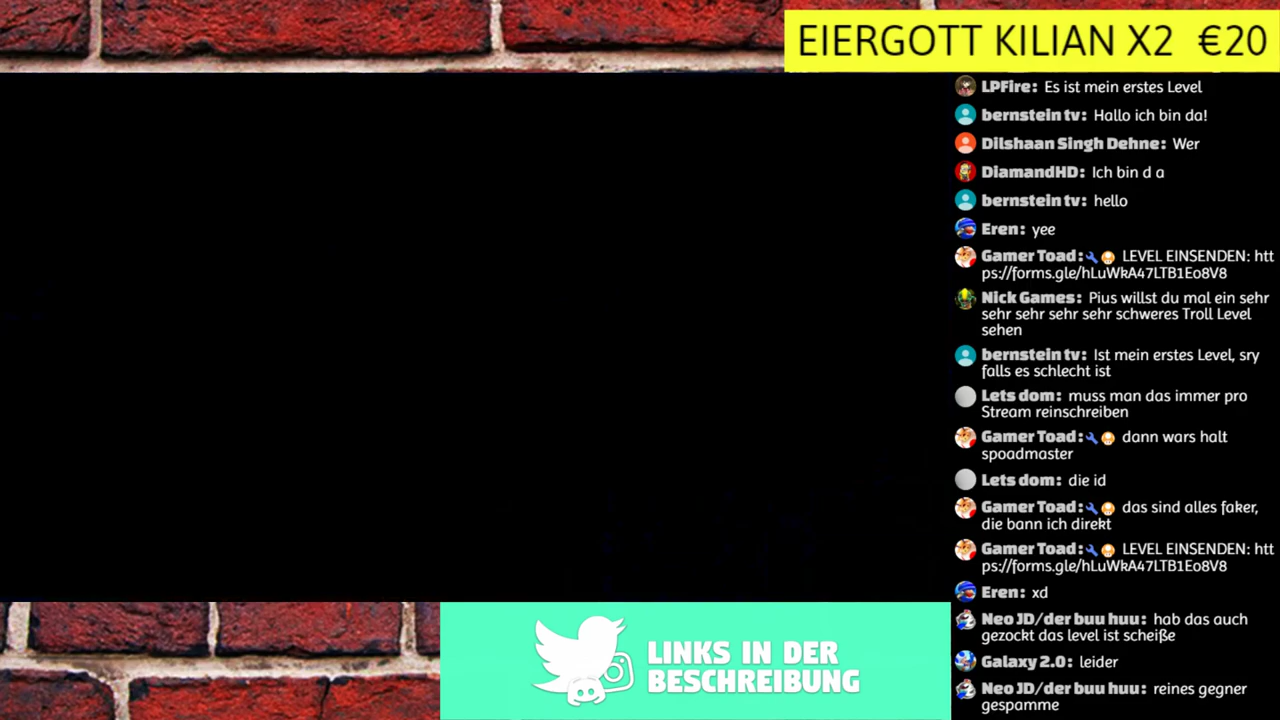 EIERGOTT KILIAN X2 €20
LPFire: Es ist mein erstes Level
bernstein tv: Hallo ich bin da!
Dilshaan Singh Dehne: Wer
DiamandHD: Ich bin d a
bernstein tv: hello
Eren: yee
Gamer Toad: LEVEL EINSENDEN: htt
ps://forms.gle/hLuWkA47LTB1Eo8V8
Nick Games: Pius willst du mal ein sehr
sehr sehr sehr sehr schweres Troll Level
sehen
bernstein tv: Ist mein erstes Level, sry
falls es schlecht ist
Lets dom: muss man das immer pro
Stream reinschreiben
Gamer Toad: dann wars halt
spoadmaster
Lets dom: die id
Gamer Toad: das sind alles faker,
die bann ich direkt
Gamer Toad: LEVEL EINSENDEN: htt
ps://forms.gle/hLuWkA47LTB1Eo8V8
Eren: xd
Neo JD/der buu huu: hab das auch
gezockt das level ist scheiße
Galaxy 2.0: leider
Neo JD/der buu huu: reines gegner
gespamme
LINKS IN DER
BESCHREIBUNG